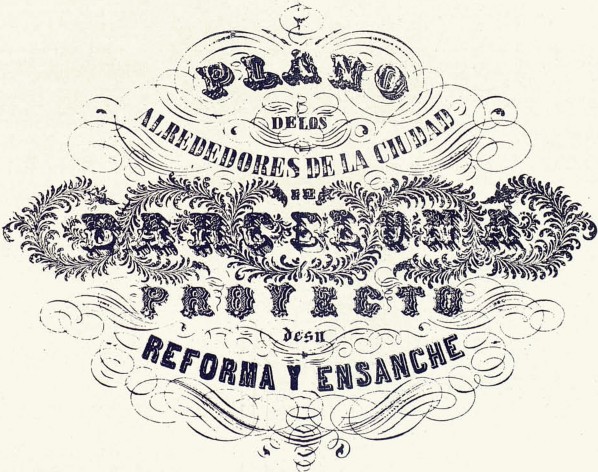 PLANO
DE LOS
ALREDEDORES DE LA CIUDAD
DE
BARCELONA
PROYECTO
de su
REFORMA Y ENSANCHE